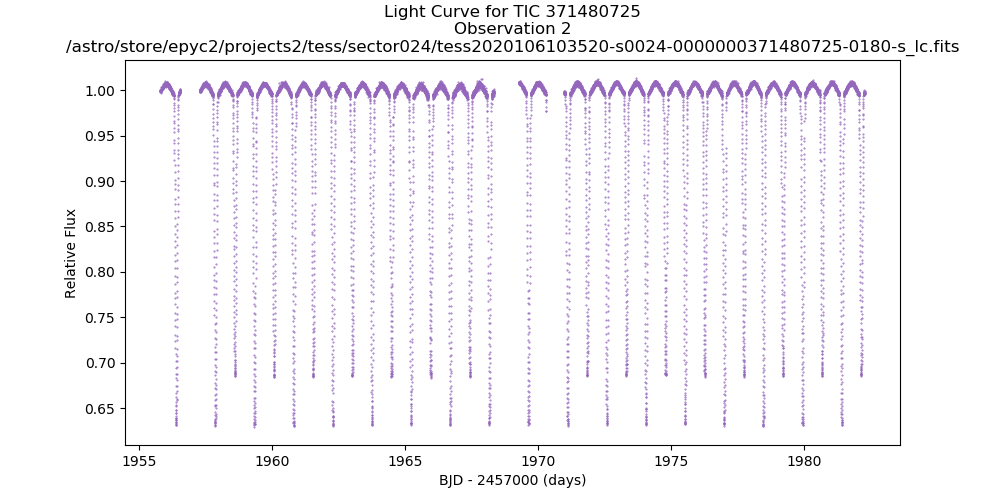 Light Curve for TIC 371480725
Observation 2
/astro/store/epyc2/projects2/tess/sector024/tess2020106103520-s0024-0000000371480725-0180-s_lc.fits
1.00
0.95
0.90
0.85
0.80
0.75
0.70
0.65
Relative Flux
1955
1960
1965
1970
1975
1980
BJD - 2457000 (days)